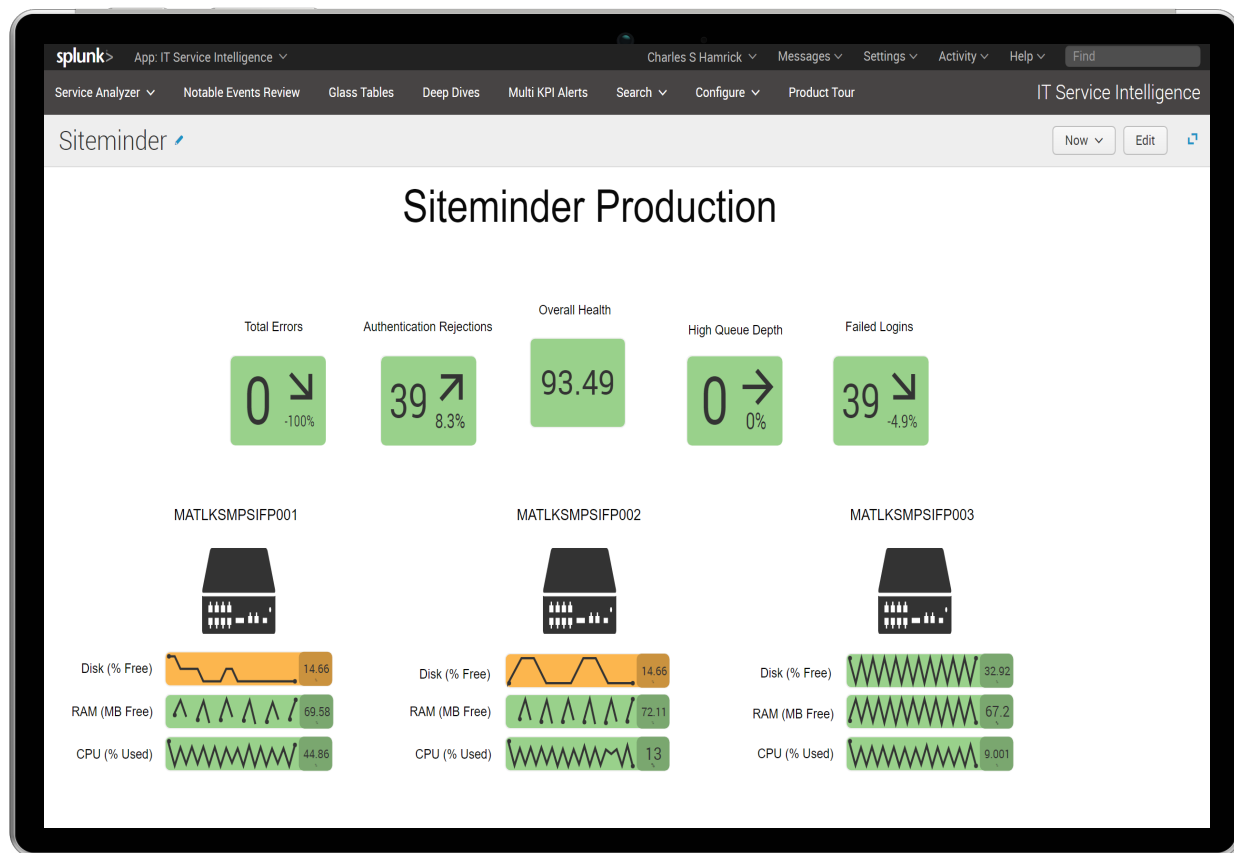 splunk> App: IT Service Intelligence Charles S Hamrick Messages Settings Activity Help Find
Service Analyzer Notable Events Review Glass Tables Deep Dives Multi KPI Alerts Search Configure Product Tour IT Service Intelligence
Siteminder Now Edit
Siteminder Production
Overall Health
Total Errors Authentication Rejections High Queue Depth Failed Logins
0 -100% 39 8.3% 93.49 0 0% 39 -4.9%
MATLKSMPSIFP001 MATLKSMPSIFP002 MATLKSMPSIFP003
Disk (% Free) 14.66 Disk (% Free) 14.66 Disk (% Free) 32.92
RAM (MB Free) 69.58 RAM (MB Free) 72.11 RAM (MB Free) 67.2
CPU (% Used) 44.86 CPU (% Used) 13 CPU (% Used) 9.001